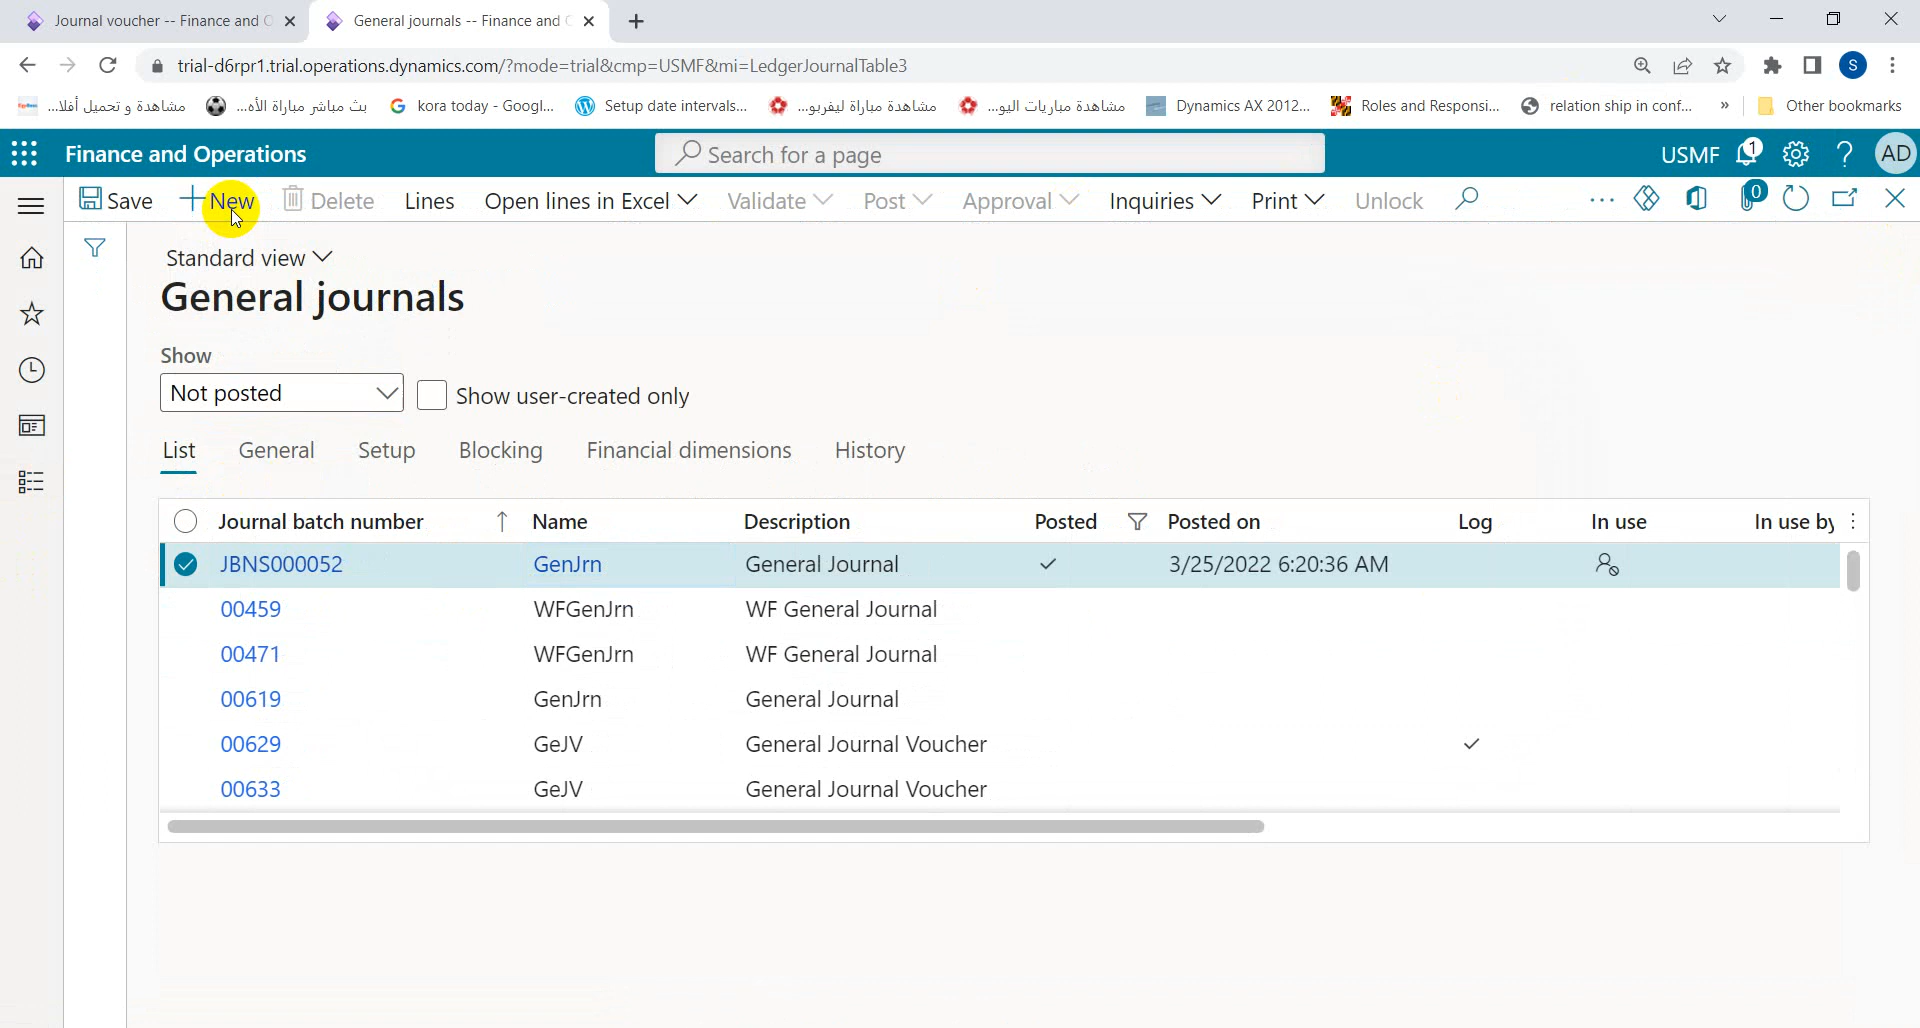 Journal voucher -- Finance and O
General journals -- Finance and O
trial-d6rpr1.trial.operations.dynamics.com/?mode=trial&cmp=USMF&mi=LedgerJournalTable3
S
مشاهدة و تحميل أفلا...
بث مباشر مباراة الأه...
kora today - Googl...
Setup date intervals...
مشاهدة مباراة ليفربو...
مشاهدة مباريات اليو...
Dynamics AX 2012...
Roles and Responsi...
relation ship in conf...
»
Other bookmarks
Finance and Operations
Search for a page
USMF
1
?
AD
Save
New
Delete
Lines
Open lines in Excel
Validate
Post
Approval
Inquiries
Print
Unlock
...
0
Standard view
General journals
Show
Not posted
Show user-created only
List General Setup Blocking Financial dimensions History
Journal batch number Name Description Posted Posted on Log In use In use by
JBNS000052 GenJrn General Journal 3/25/2022 6:20:36 AM
00459 WFGenJrn WF General Journal
00471 WFGenJrn WF General Journal
00619 GenJrn General Journal
00629 GeJV General Journal Voucher
00633 GeJV General Journal Voucher